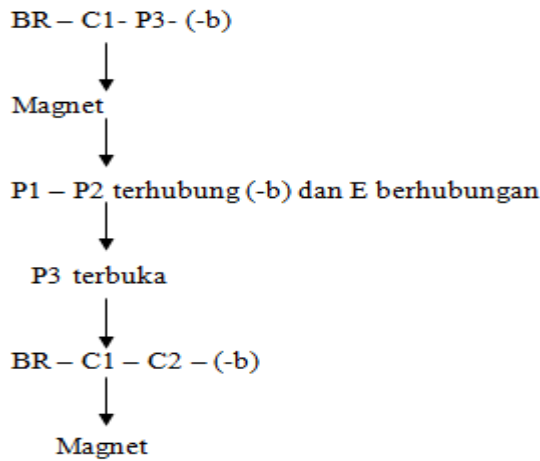 BR – C1- P3- (-b)
Magnet
P1 – P2 terhubung (-b) dan E berhubungan
P3 terbuka
BR – C1 – C2 – (-b)
Magnet